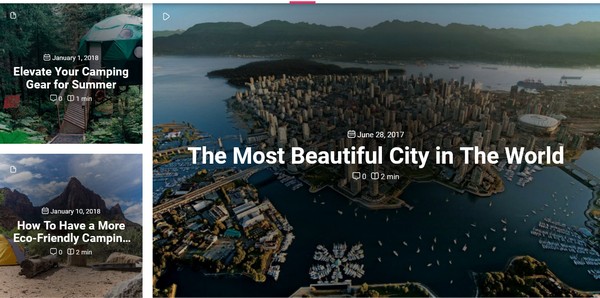 January 1, 2018
Elevate Your Camping
Gear for Summer
0 1 min
January 10, 2018
How To Have a More
Eco-Friendly Campin...
0 2 min
June 28, 2017
The Most Beautiful City in The World
0 2 min